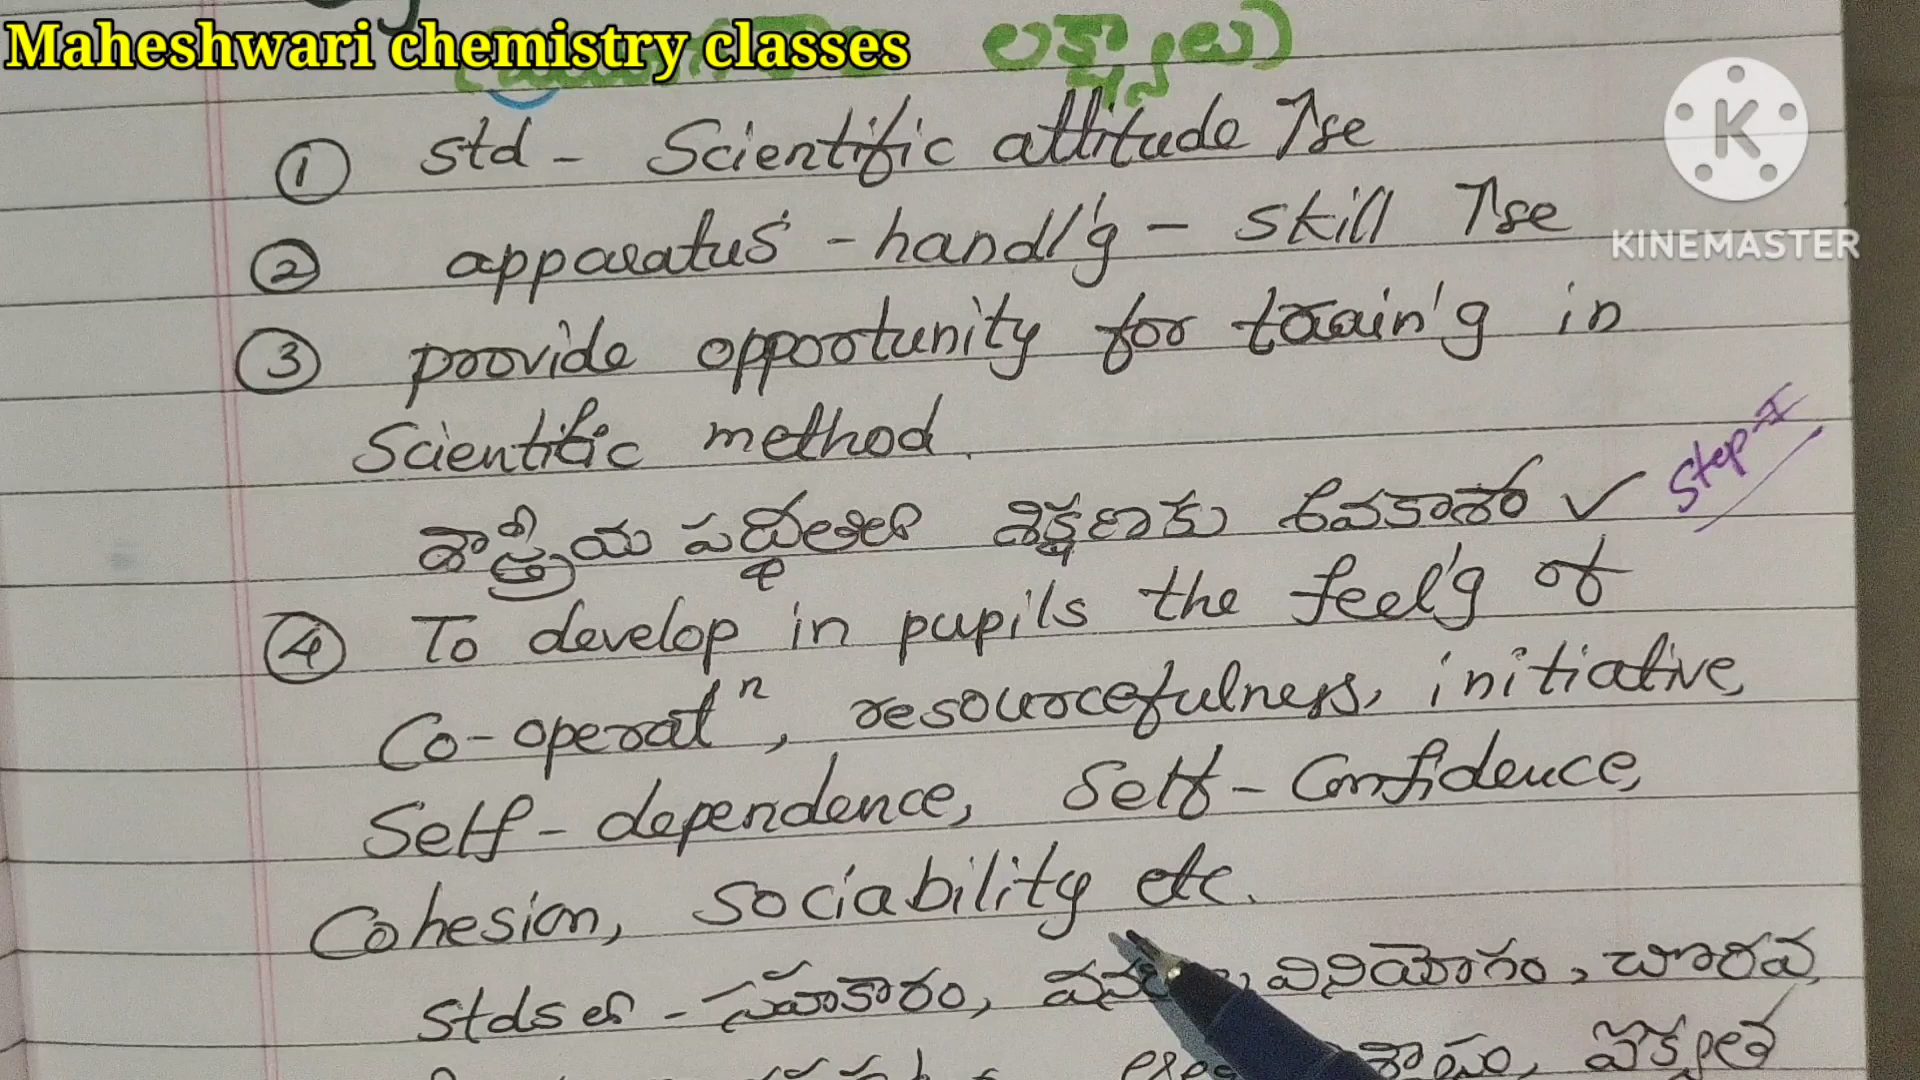 Maheshwari chemistry classes
లక్ష్యాలు)
① std - Scientific attitude ↑se
② apparatus - handl'g - skill ↑se
③ provide opportunity for train'g in
Scientific method.
శాస్త్రీయ పద్ధతిలో శిక్షణకు అవకాశం ✓ Step-I
④ To develop in pupils the feel'g of
Co-operatⁿ, resourcefulness, initiative,
Self-dependence, Self-Confidence,
Cohesion, sociability etc.
stds లో - సహకారం, వినియోగం, చొరవ,
KINEMASTER